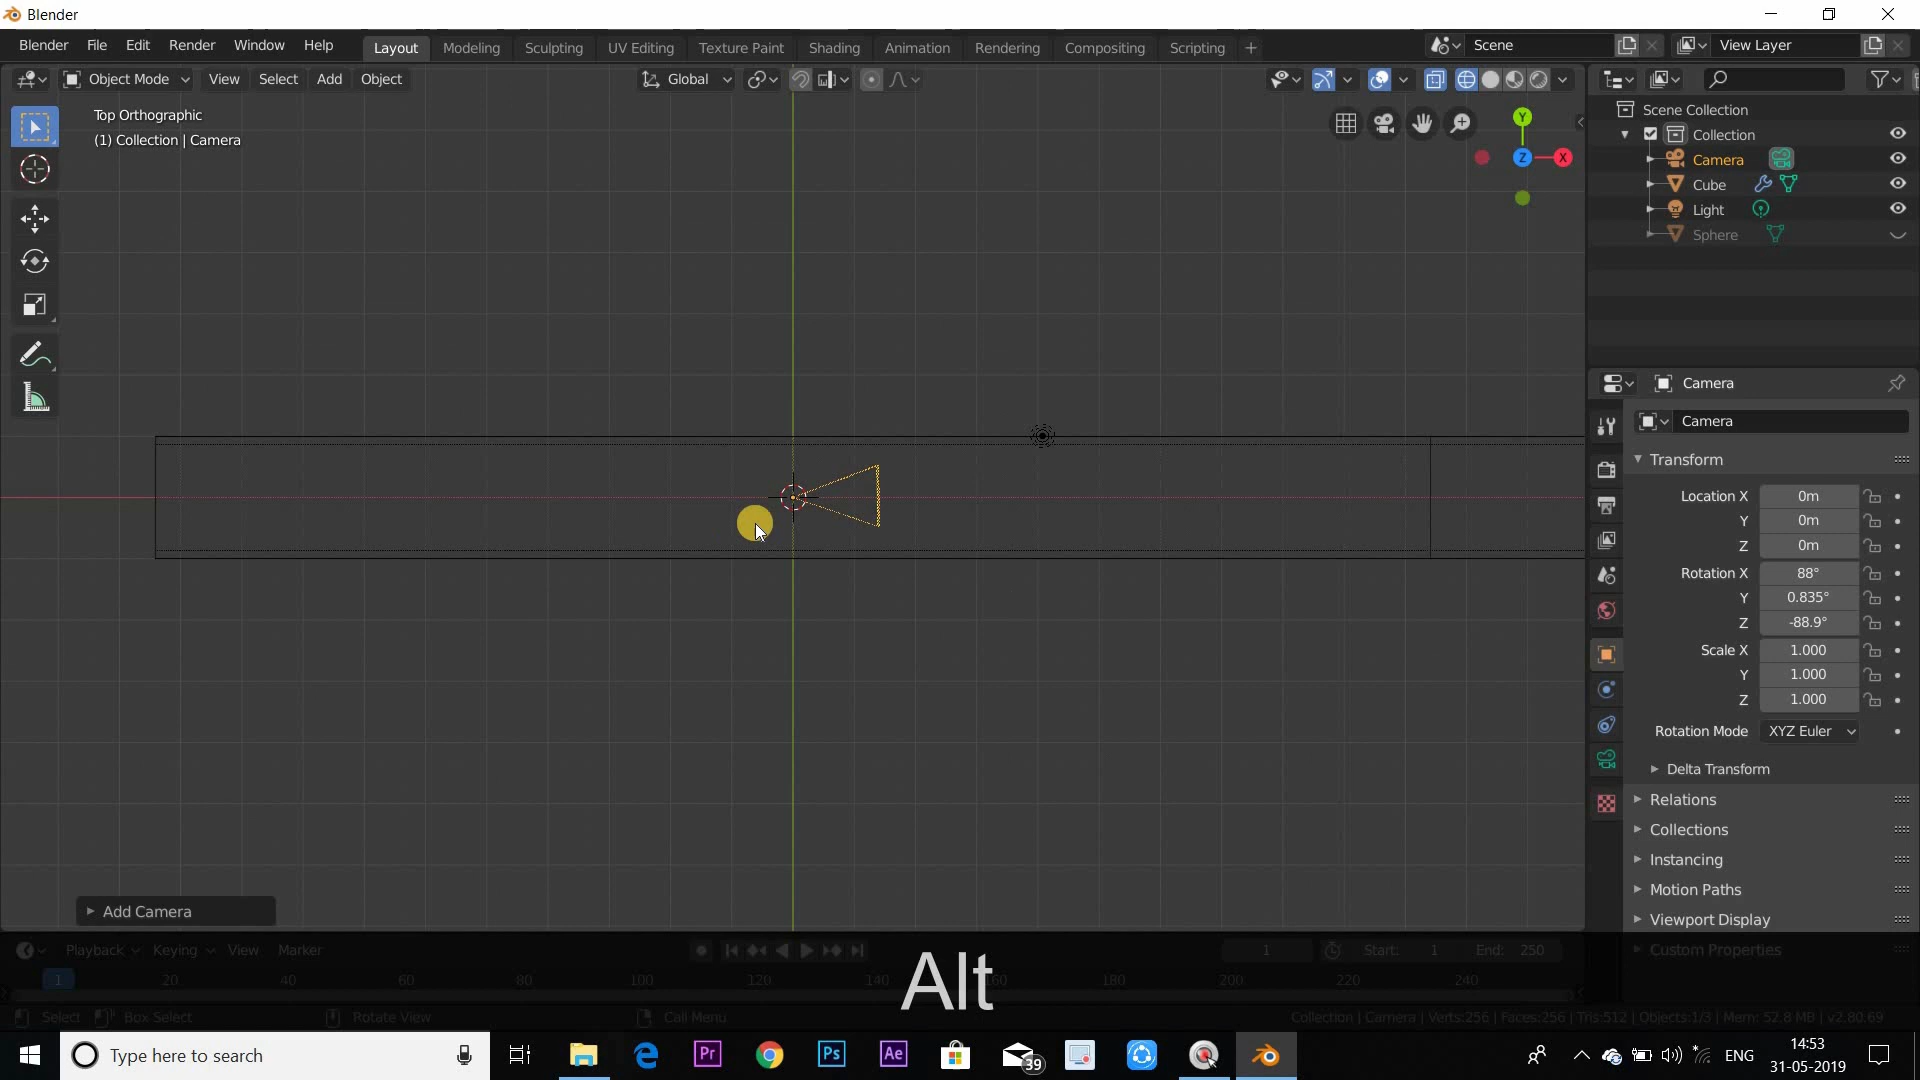 Blender
Blender File Edit Render Window Help Layout Modeling Sculpting UV Editing Texture Paint Shading Animation Rendering Compositing Scripting + Scene View Layer
Object Mode View Select Add Object Global
Top Orthographic
(1) Collection | Camera
Y
Z
X
Scene Collection
Collection
Camera
Cube
Light
Sphere
Camera
Camera
Transform
Location X 0m
Y 0m
Z 0m
Rotation X 88°
Y 0.835°
Z -88.9°
Scale X 1.000
Y 1.000
Z 1.000
Rotation Mode XYZ Euler
Delta Transform
Relations
Collections
Instancing
Motion Paths
Viewport Display
Custom Properties
Add Camera
Playback Keying View Marker 1 Start: 1 End: 250
1 20 40 60 80 100 120 140 160 180 200 220 240
Alt
Select Box Select Rotate View Call Menu Collection | Camera | Verts:256 | Faces:256 | Tris:512 | Objects:1/3 | Mem: 52.8 MB | v2.80.69
Type here to search
Pr
Ps
Ae
39
ENG
14:53
31-05-2019